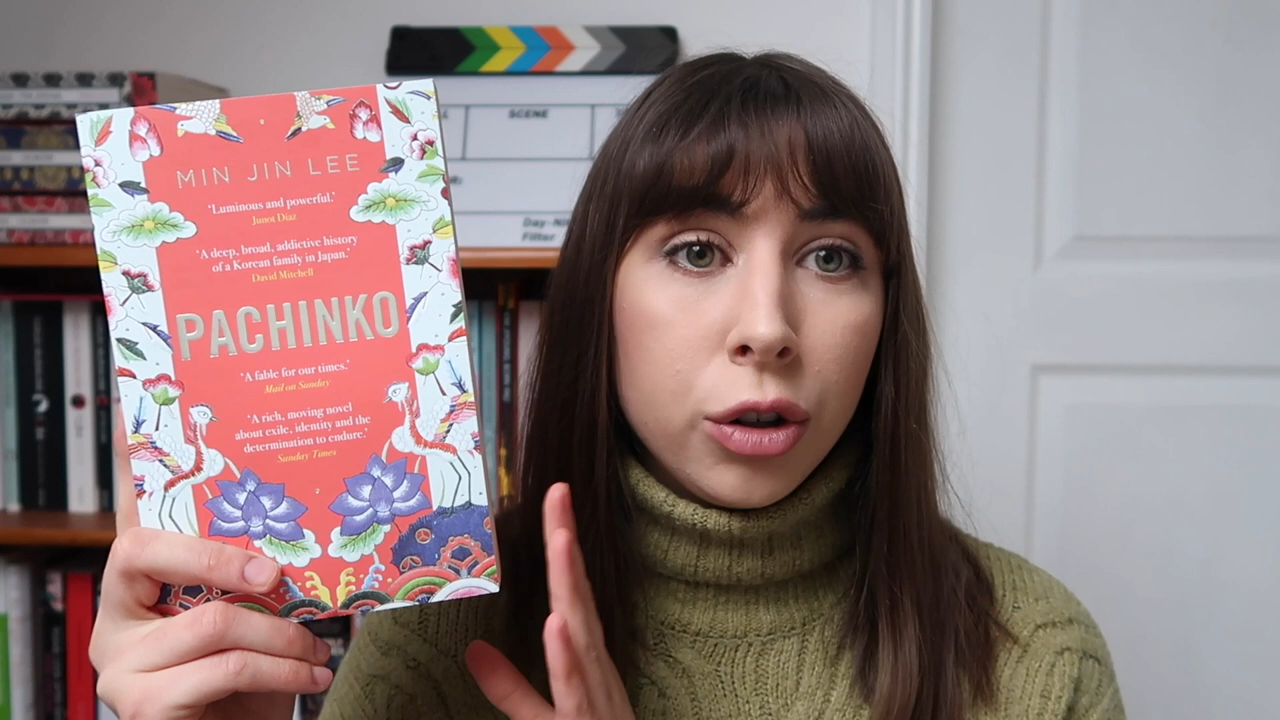 MIN JIN LEE
‘Luminous and powerful.’
Junot Díaz
‘A deep, broad, addictive history
of a Korean family in Japan.’
David Mitchell
PACHINKO
‘A fable for our times.’
Mail on Sunday
‘A rich, moving novel
about exile, identity and the
determination to endure.’
Sunday Times
SCENE
Filter